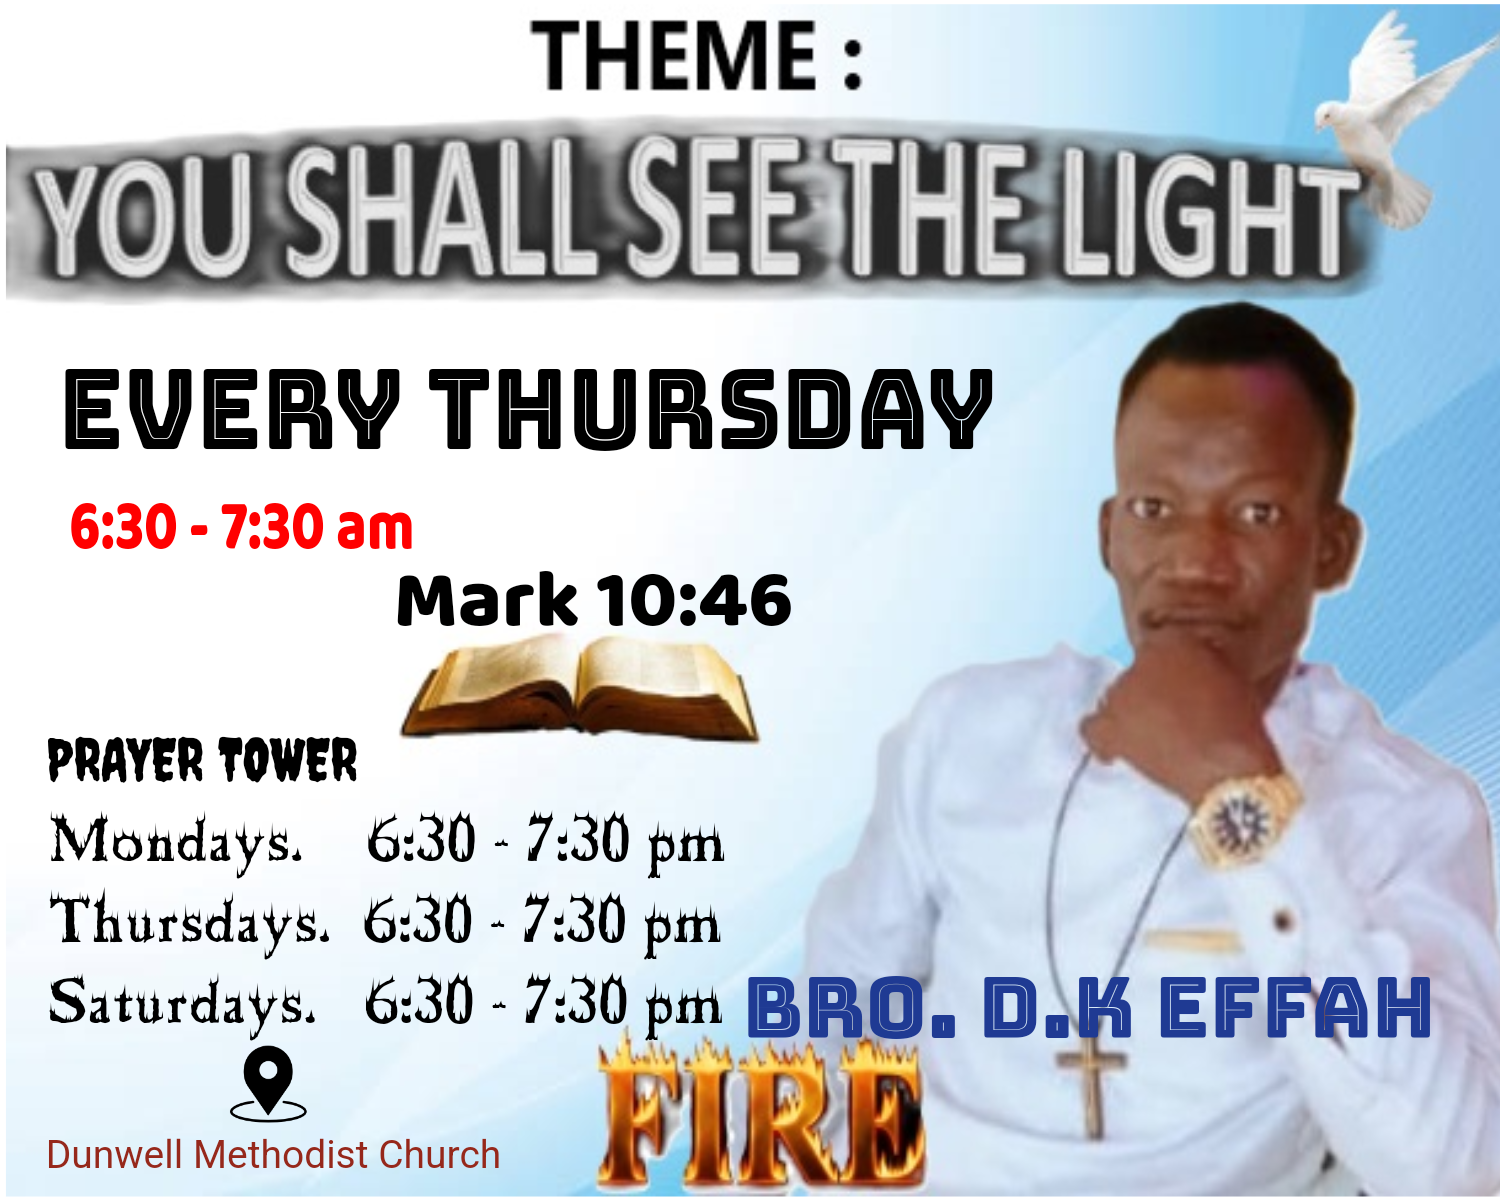 THEME :
YOU SHALL SEE THE LIGHT
EVERY THURSDAY
6:30 - 7:30 am
Mark 10:46
PRAYER TOWER
Mondays. 6:30 - 7:30 pm
Thursdays. 6:30 - 7:30 pm
Saturdays. 6:30 - 7:30 pm
BRO. D.K EFFAH
FIRE
Dunwell Methodist Church